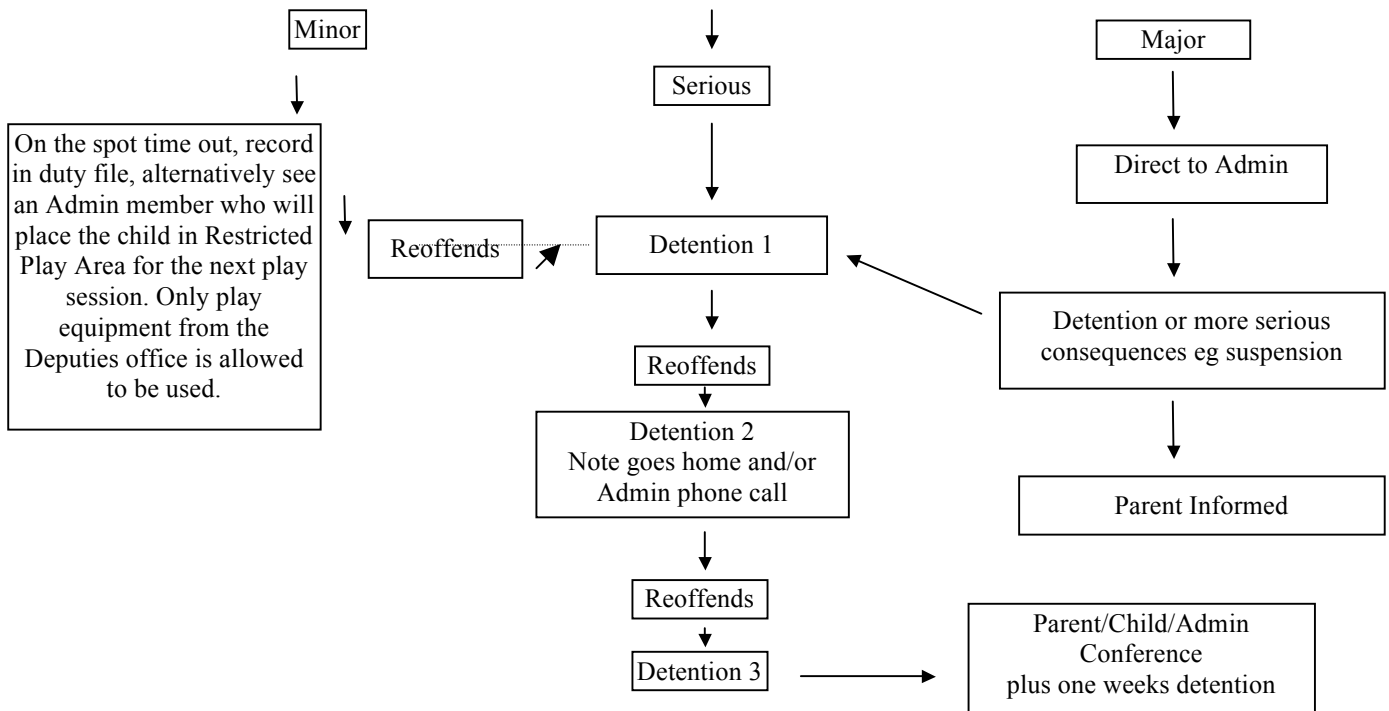 Minor
On the spot time out, record
in duty file, alternatively see
an Admin member who will
place the child in Restricted
Play Area for the next play
session. Only play
equipment from the
Deputies office is allowed
to be used.
Reoffends
Serious
Detention 1
Reoffends
Detention 2
Note goes home and/or
Admin phone call
Reoffends
Detention 3
Parent/Child/Admin
Conference
plus one weeks detention
Major
Direct to Admin
Detention or more serious
consequences eg suspension
Parent Informed